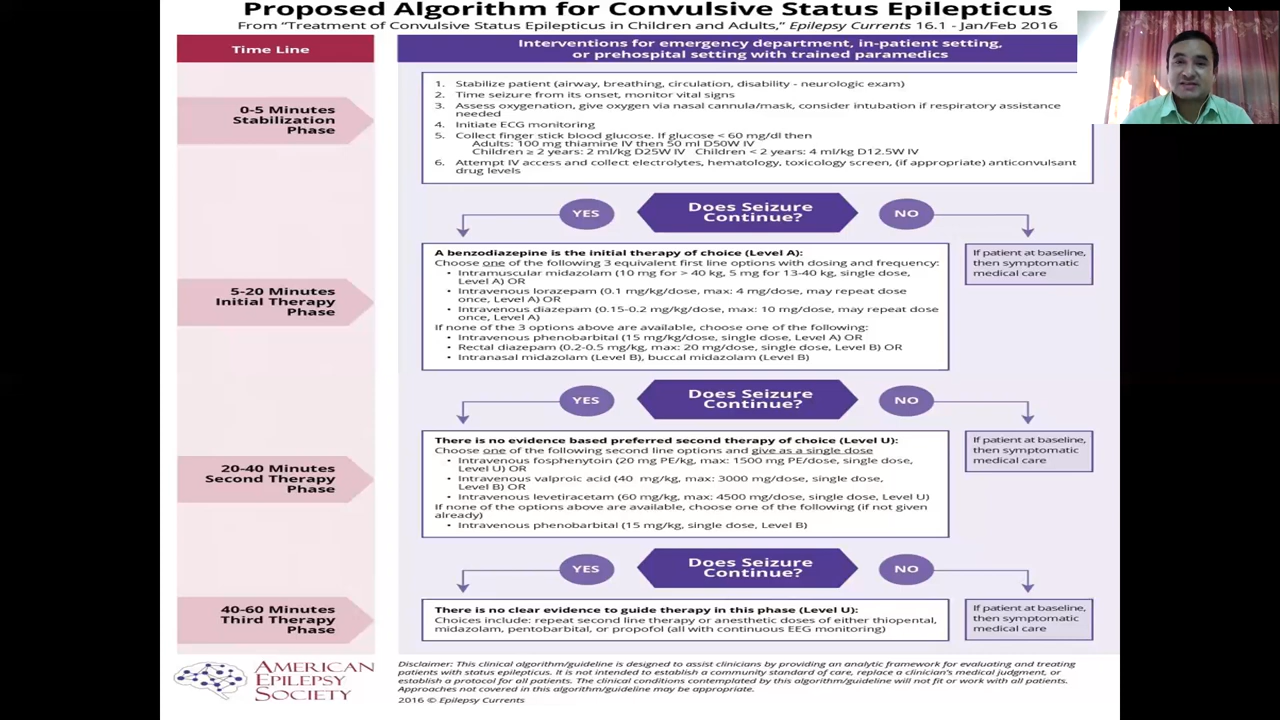 Proposed Algorithm for Convulsive Status Epilepticus
From “Treatment of Convulsive Status Epilepticus in Children and Adults,” Epilepsy Currents 16.1 - Jan/Feb 2016
Time Line
Interventions for emergency department, in-patient setting,
or prehospital setting with trained paramedics
0-5 Minutes
Stabilization
Phase
1. Stabilize patient (airway, breathing, circulation, disability - neurologic exam)
2. Time seizure from its onset, monitor vital signs
3. Assess oxygenation, give oxygen via nasal cannula/mask, consider intubation if respiratory assistance
needed
4. Initiate ECG monitoring
5. Collect finger stick blood glucose. If glucose < 60 mg/dl then
Adults: 100 mg thiamine IV then 50 ml D50W IV
Children ≥ 2 years: 2 ml/kg D25W IV Children < 2 years: 4 ml/kg D12.5W IV
6. Attempt IV access and collect electrolytes, hematology, toxicology screen, (if appropriate) anticonvulsant
drug levels
YES
Does Seizure
Continue?
NO
5-20 Minutes
Initial Therapy
Phase
A benzodiazepine is the initial therapy of choice (Level A):
Choose one of the following 3 equivalent first line options with dosing and frequency:
• Intramuscular midazolam (10 mg for > 40 kg, 5 mg for 13-40 kg, single dose,
Level A) OR
• Intravenous lorazepam (0.1 mg/kg/dose, max: 4 mg/dose, may repeat dose
once, Level A) OR
• Intravenous diazepam (0.15-0.2 mg/kg/dose, max: 10 mg/dose, may repeat dose
once, Level A)
If none of the 3 options above are available, choose one of the following:
• Intravenous phenobarbital (15 mg/kg/dose, single dose, Level A) OR
• Rectal diazepam (0.2-0.5 mg/kg, max: 20 mg/dose, single dose, Level B) OR
• Intranasal midazolam (Level B), buccal midazolam (Level B)
If patient at baseline,
then symptomatic
medical care
YES
Does Seizure
Continue?
NO
20-40 Minutes
Second Therapy
Phase
There is no evidence based preferred second therapy of choice (Level U):
Choose one of the following second line options and give as a single dose
• Intravenous fosphenytoin (20 mg PE/kg, max: 1500 mg PE/dose, single dose,
Level U) OR
• Intravenous valproic acid (40 mg/kg, max: 3000 mg/dose, single dose,
Level B) OR
• Intravenous levetiracetam (60 mg/kg, max: 4500 mg/dose, single dose, Level U)
If none of the options above are available, choose one of the following (if not given
already)
• Intravenous phenobarbital (15 mg/kg, single dose, Level B)
If patient at baseline,
then symptomatic
medical care
YES
Does Seizure
Continue?
NO
40-60 Minutes
Third Therapy
Phase
There is no clear evidence to guide therapy in this phase (Level U):
Choices include: repeat second line therapy or anesthetic doses of either thiopental,
midazolam, pentobarbital, or propofol (all with continuous EEG monitoring)
If patient at baseline,
then symptomatic
medical care
AMERICAN
EPILEPSY
SOCIETY
Disclaimer: This clinical algorithm/guideline is designed to assist clinicians by providing an analytic framework for evaluating and treating
patients with status epilepticus. It is not intended to establish a community standard of care, replace a clinician's medical judgment, or
establish a protocol for all patients. The clinical conditions contemplated by this algorithm/guideline will not fit or work with all patients.
Approaches not covered in this algorithm/guideline may be appropriate.
2016 © Epilepsy Currents